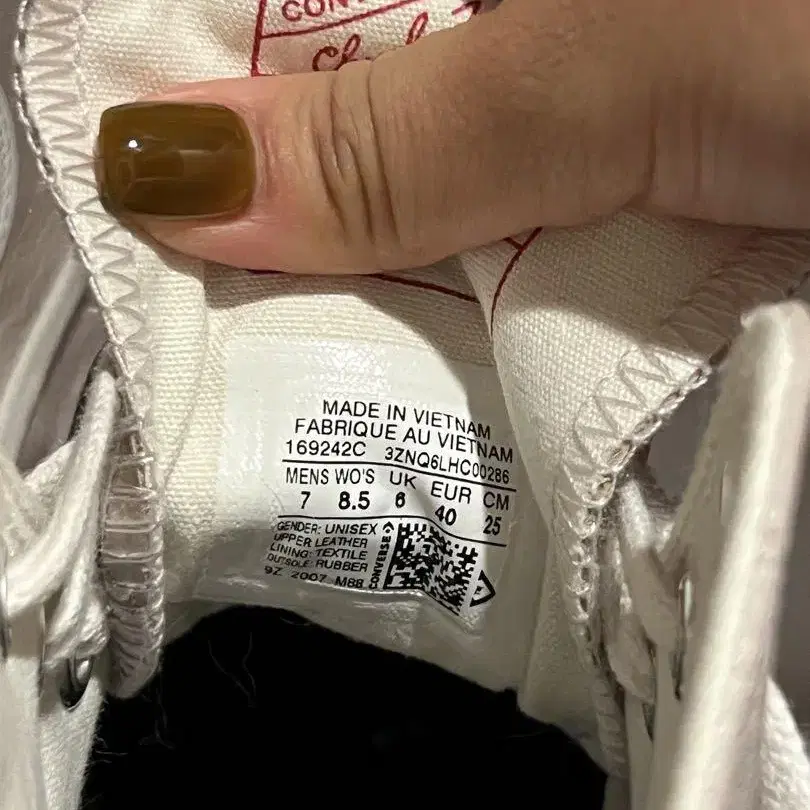 MADE IN VIETNAM
FABRIQUE AU VIETNAM
169242C 3ZNQ6LHC00286
MENS WO'S UK EUR CM
7 8.5 6 40 25
GENDER: UNISEX
UPPER: LEATHER
LINING: TEXTILE
OUTSOLE: RUBBER
9Z 2007 M88
CONVERSE